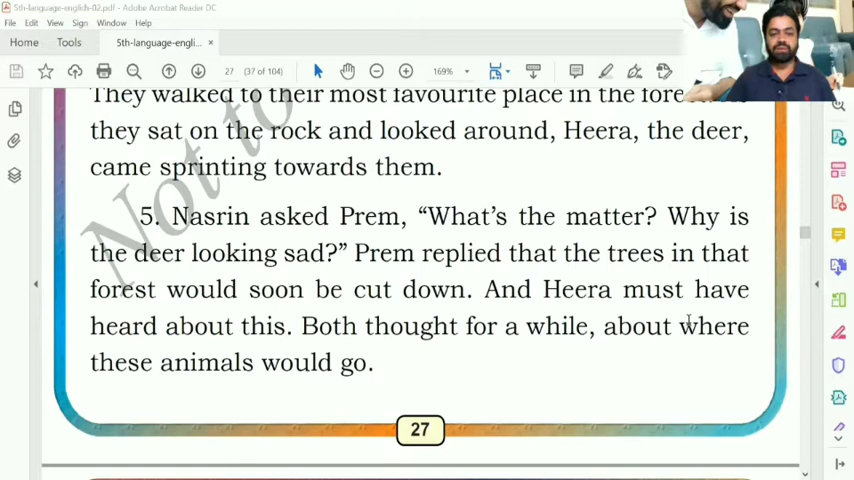 5th-language-english-02.pdf - Adobe Acrobat Reader DC
File Edit View Sign Window Help
Home Tools 5th-language-engli... ×
27 (37 of 104) 169%
They walked to their most favourite place in the
they sat on the rock and looked around, Heera, the deer,
came sprinting towards them.
5. Nasrin asked Prem, “What’s the matter? Why is
the deer looking sad?” Prem replied that the trees in that
forest would soon be cut down. And Heera must have
heard about this. Both thought for a while, about where
these animals would go.
27
Not to